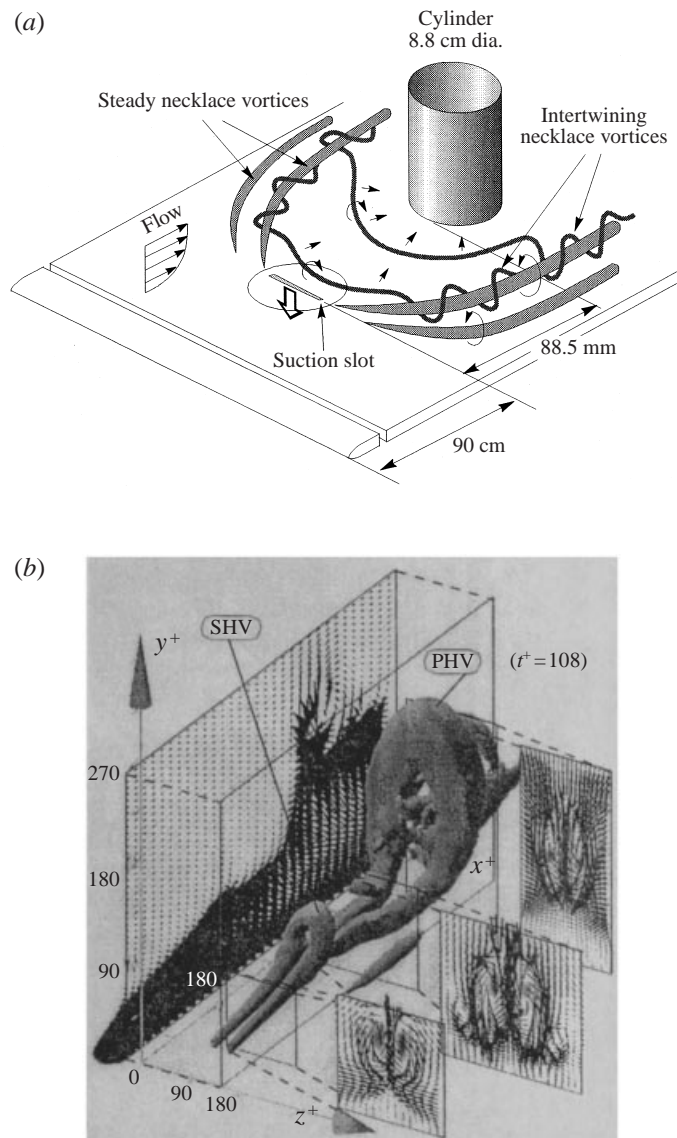 (a)
Cylinder
8.8 cm dia.
Steady necklace vortices
Intertwining
necklace vortices
Flow
Suction slot
88.5 mm
90 cm
(b)
SHV
y+
PHV
(t+=108)
270
x+
180
90
180
0
90
180
z+